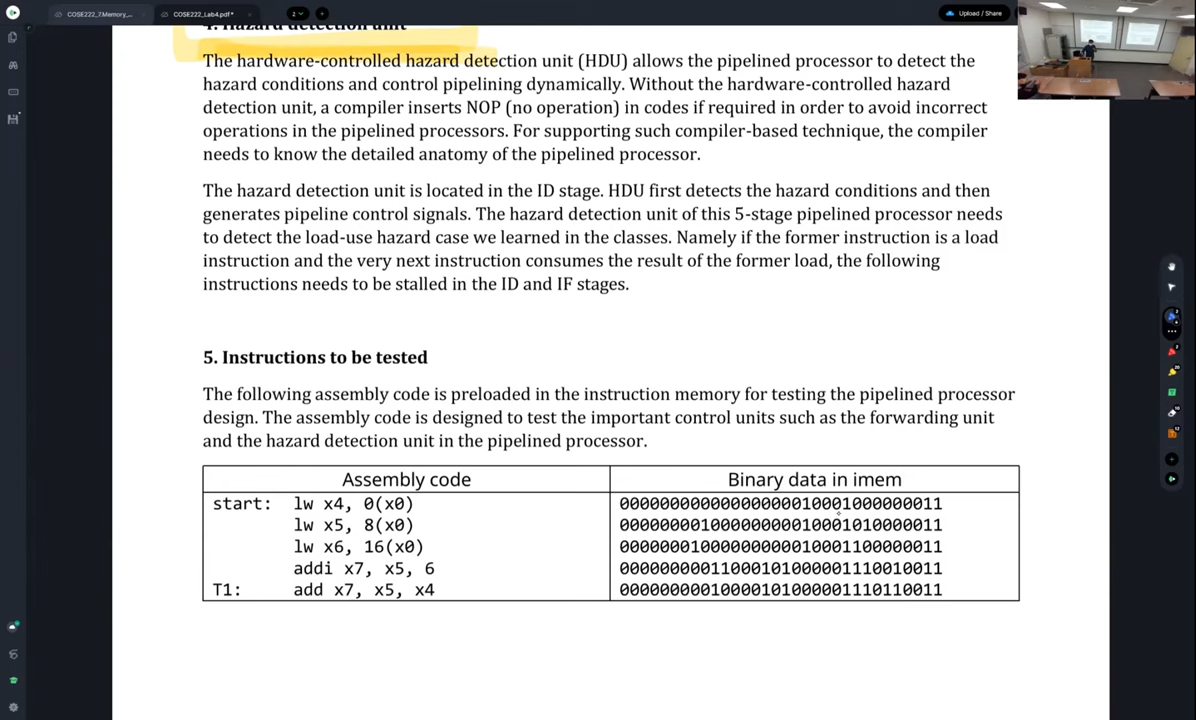 COSE222_7.Memory_...
COSE222_Lab4.pdf*
2
Upload / Share
4. Hazard detection unit
The hardware-controlled hazard detection unit (HDU) allows the pipelined processor to detect the
hazard conditions and control pipelining dynamically. Without the hardware-controlled hazard
detection unit, a compiler inserts NOP (no operation) in codes if required in order to avoid incorrect
operations in the pipelined processors. For supporting such compiler-based technique, the compiler
needs to know the detailed anatomy of the pipelined processor.
The hazard detection unit is located in the ID stage. HDU first detects the hazard conditions and then
generates pipeline control signals. The hazard detection unit of this 5-stage pipelined processor needs
to detect the load-use hazard case we learned in the classes. Namely if the former instruction is a load
instruction and the very next instruction consumes the result of the former load, the following
instructions needs to be stalled in the ID and IF stages.
5. Instructions to be tested
The following assembly code is preloaded in the instruction memory for testing the pipelined processor
design. The assembly code is designed to test the important control units such as the forwarding unit
and the hazard detection unit in the pipelined processor.
Assembly code Binary data in imem
start: lw x4, 0(x0) 00000000000000000010001000000011
lw x5, 8(x0) 00000000100000000010001010000011
lw x6, 16(x0) 00000001000000000010001100000011
addi x7, x5, 6 00000000011000101000001110010011
T1: add x7, x5, x4 00000000010000101000001110110011